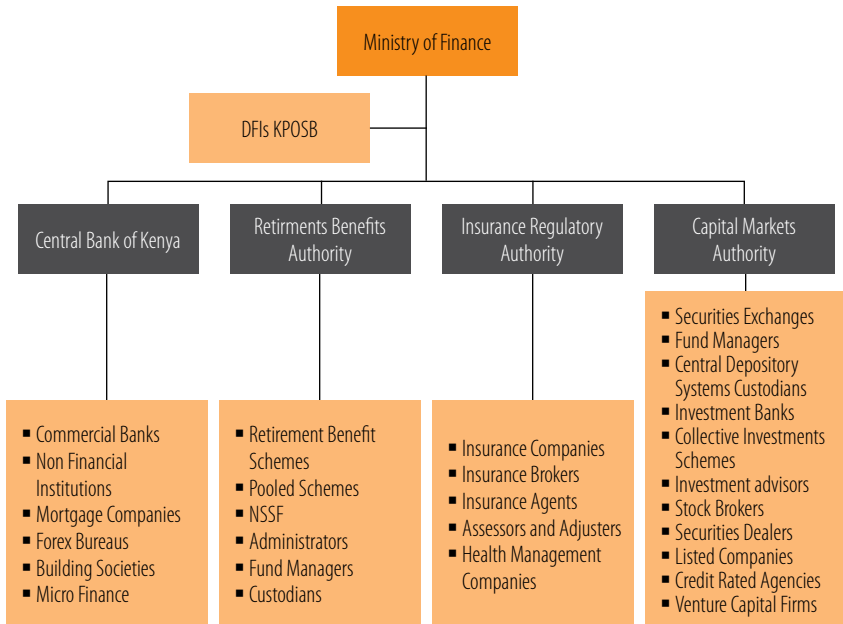 Ministry of Finance
DFIs KPOSB
Central Bank of Kenya
Retirments Benefits
Authority
Insurance Regulatory
Authority
Capital Markets
Authority
▪ Commercial Banks
▪ Non Financial
Institutions
▪ Mortgage Companies
▪ Forex Bureaus
▪ Building Societies
▪ Micro Finance
▪ Retirement Benefit
Schemes
▪ Pooled Schemes
▪ NSSF
▪ Administrators
▪ Fund Managers
▪ Custodians
▪ Insurance Companies
▪ Insurance Brokers
▪ Insurance Agents
▪ Assessors and Adjusters
▪ Health Management
Companies
▪ Securities Exchanges
▪ Fund Managers
▪ Central Depository
Systems Custodians
▪ Investment Banks
▪ Collective Investments
Schemes
▪ Investment advisors
▪ Stock Brokers
▪ Securities Dealers
▪ Listed Companies
▪ Credit Rated Agencies
▪ Venture Capital Firms